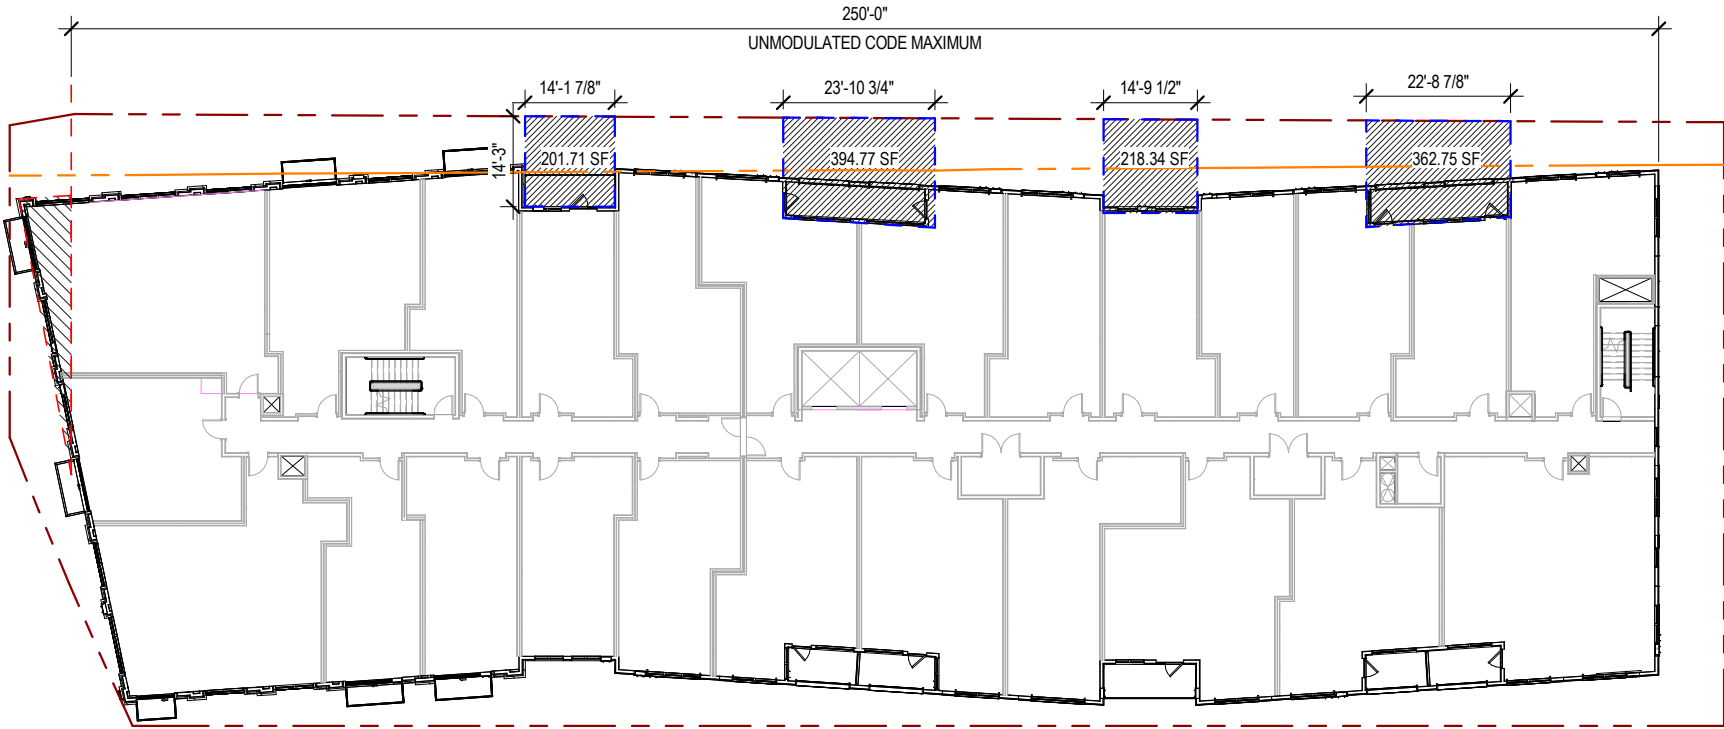 250'-0"
UNMODULATED CODE MAXIMUM
14'-1 7/8"
23'-10 3/4"
14'-9 1/2"
22'-8 7/8"
14'-3"
201.71 SF
394.77 SF
218.34 SF
362.75 SF